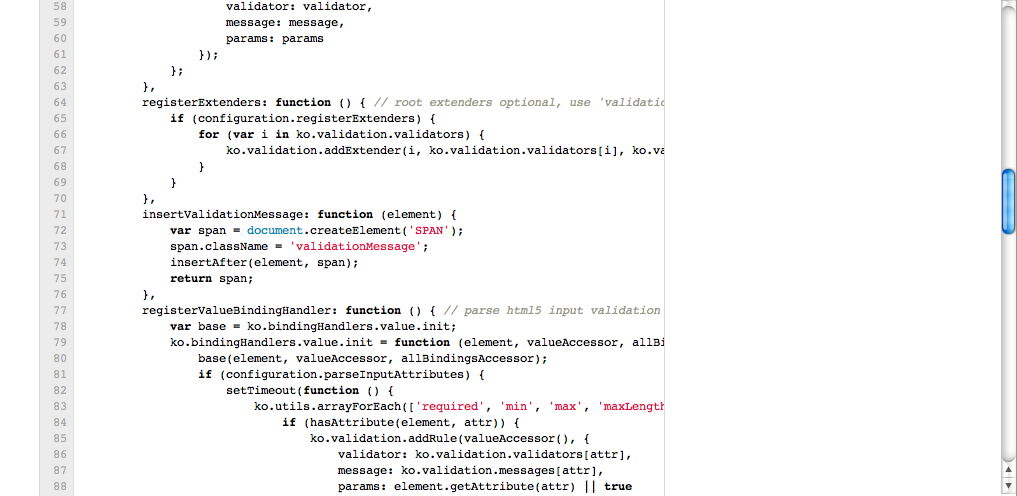 58 validator: validator,
59 message: message,
60 params: params
61 });
62 };
63 },
64 registerExtenders: function () { // root extenders optional, use 'validatio
65 if (configuration.registerExtenders) {
66 for (var i in ko.validation.validators) {
67 ko.validation.addExtender(i, ko.validation.validators[i], ko.va
68 }
69 }
70 },
71 insertValidationMessage: function (element) {
72 var span = document.createElement('SPAN');
73 span.className = 'validationMessage';
74 insertAfter(element, span);
75 return span;
76 },
77 registerValueBindingHandler: function () { // parse html5 input validation
78 var base = ko.bindingHandlers.value.init;
79 ko.bindingHandlers.value.init = function (element, valueAccessor, allBi
80 base(element, valueAccessor, allBindingsAccessor);
81 if (configuration.parseInputAttributes) {
82 setTimeout(function () {
83 ko.utils.arrayForEach(['required', 'min', 'max', 'maxLength
84 if (hasAttribute(element, attr)) {
85 ko.validation.addRule(valueAccessor(), {
86 validator: ko.validation.validators[attr],
87 message: ko.validation.messages[attr],
88 params: element.getAttribute(attr) || true